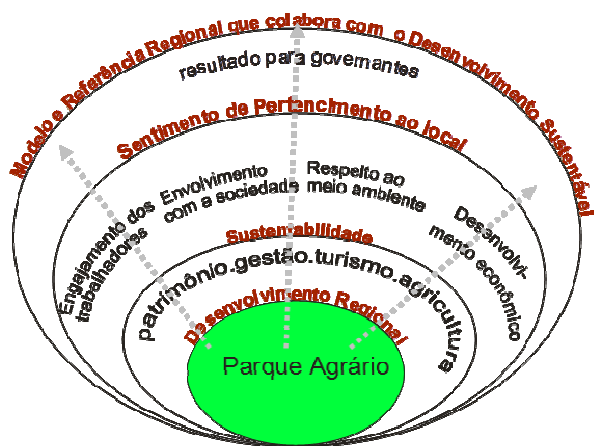 Modelo e Referência Regional que colabora com o Desenvolvimento Sustentável
resultado para governantes
Sentimento de Pertencimento ao local
Engajamento dos
trabalhadores
Envolvimento
com a sociedade
Respeito ao
meio ambiente
Desenvolvi-
mento econômico
Sustentabilidade
patrimônio.gestão.turismo.agricultura
Desenvolvimento Regional
Parque Agrário